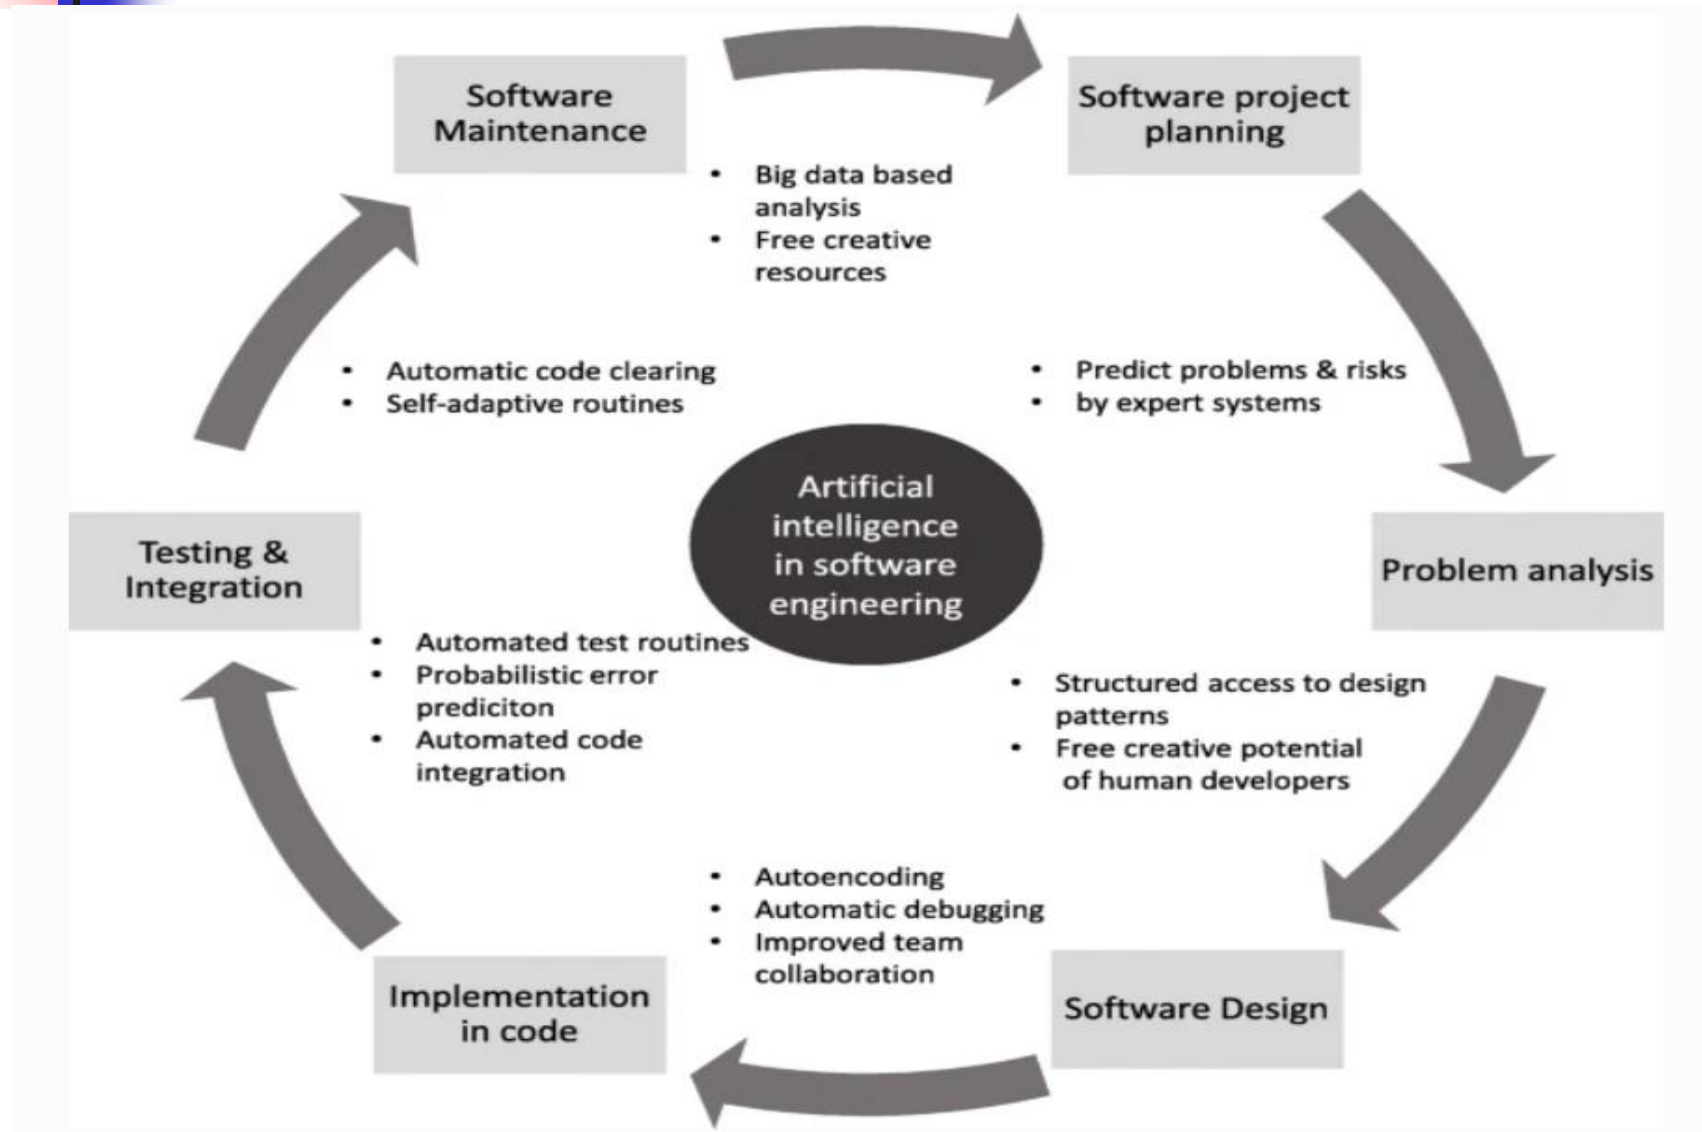 Software
Maintenance
Software project
planning
• Big data based
analysis
• Free creative
resources
• Automatic code clearing
• Self-adaptive routines
• Predict problems & risks
• by expert systems
Artificial
intelligence
in software
engineering
Testing &
Integration
Problem analysis
• Automated test routines
• Probabilistic error
prediciton
• Automated code
integration
• Structured access to design
patterns
• Free creative potential
of human developers
• Autoencoding
• Automatic debugging
• Improved team
collaboration
Implementation
in code
Software Design